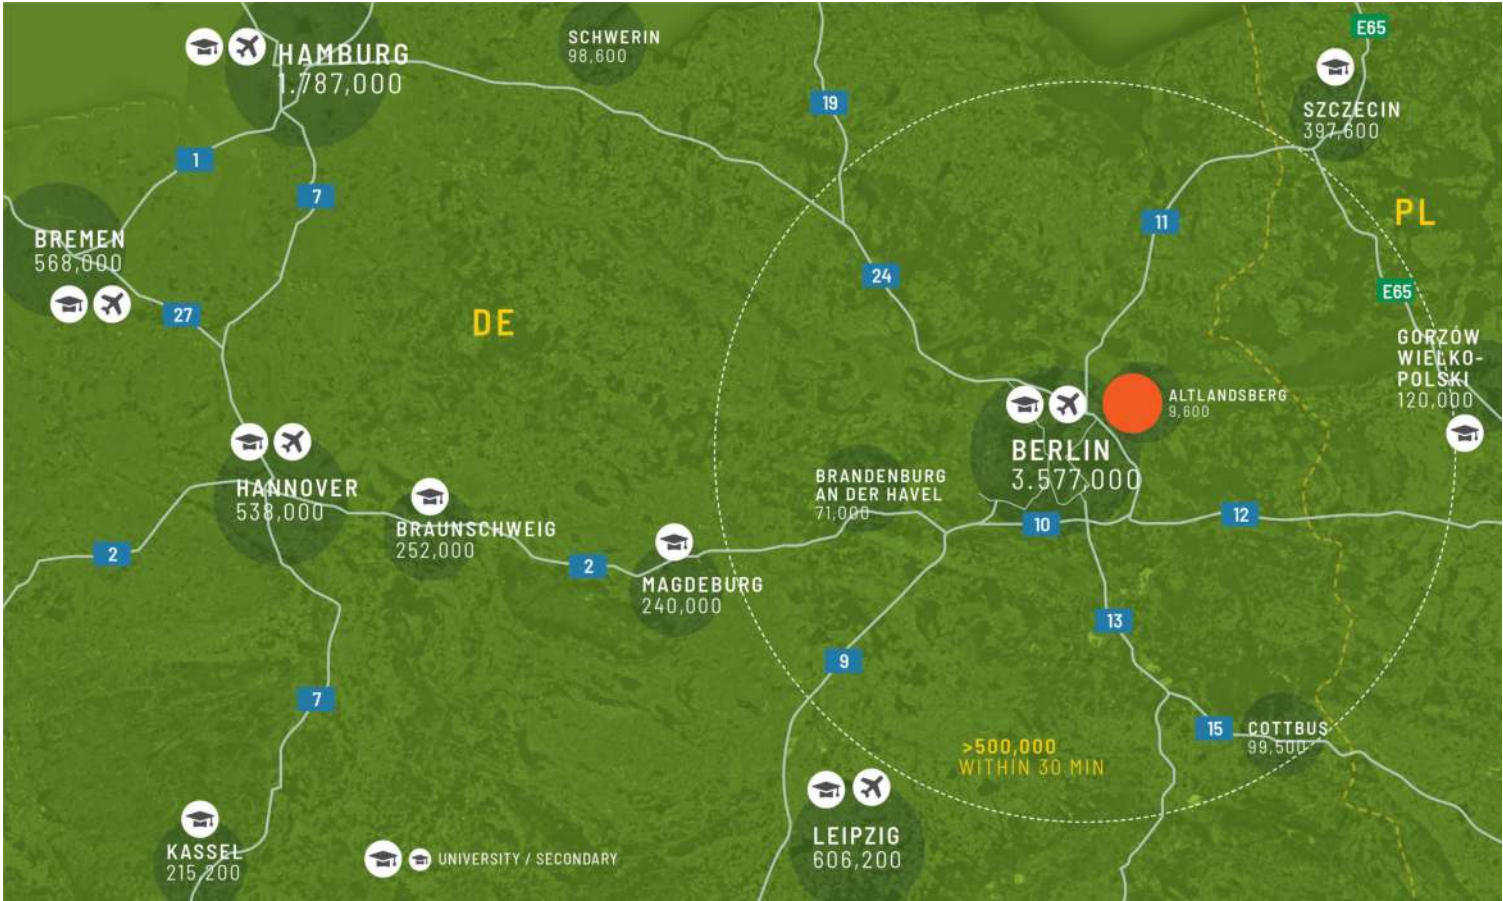 HAMBURG
1.787,000
SCHWERIN
98,600
E65
19
SZCZECIN
397,600
1
7
PL
11
BREMEN
568,000
24
E65
27
DE
GORZÓW
WIELKO-
POLSKI
120,000
ALTLANDSBERG
9,600
BERLIN
3.577,000
HANNOVER
538,000
BRANDENBURG
AN DER HAVEL
71,000
BRAUNSCHWEIG
252,000
10
12
2
2
MAGDEBURG
240,000
13
9
7
15
COTTBUS
99,500
>500,000
WITHIN 30 MIN
LEIPZIG
606,200
KASSEL
215,200
UNIVERSITY / SECONDARY